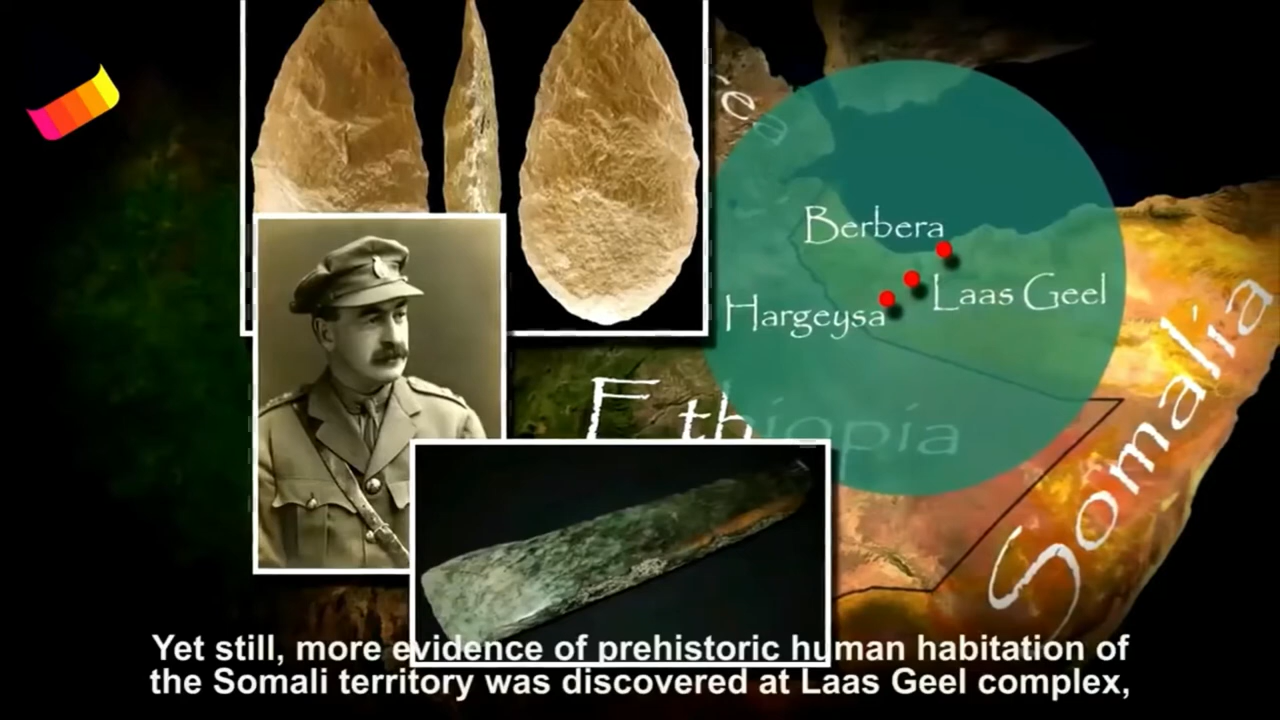 Berbera
Laas Geel
Hargeysa
Ethiopia
Somalia
Yet still, more evidence of prehistoric human habitation of
the Somali territory was discovered at Laas Geel complex,